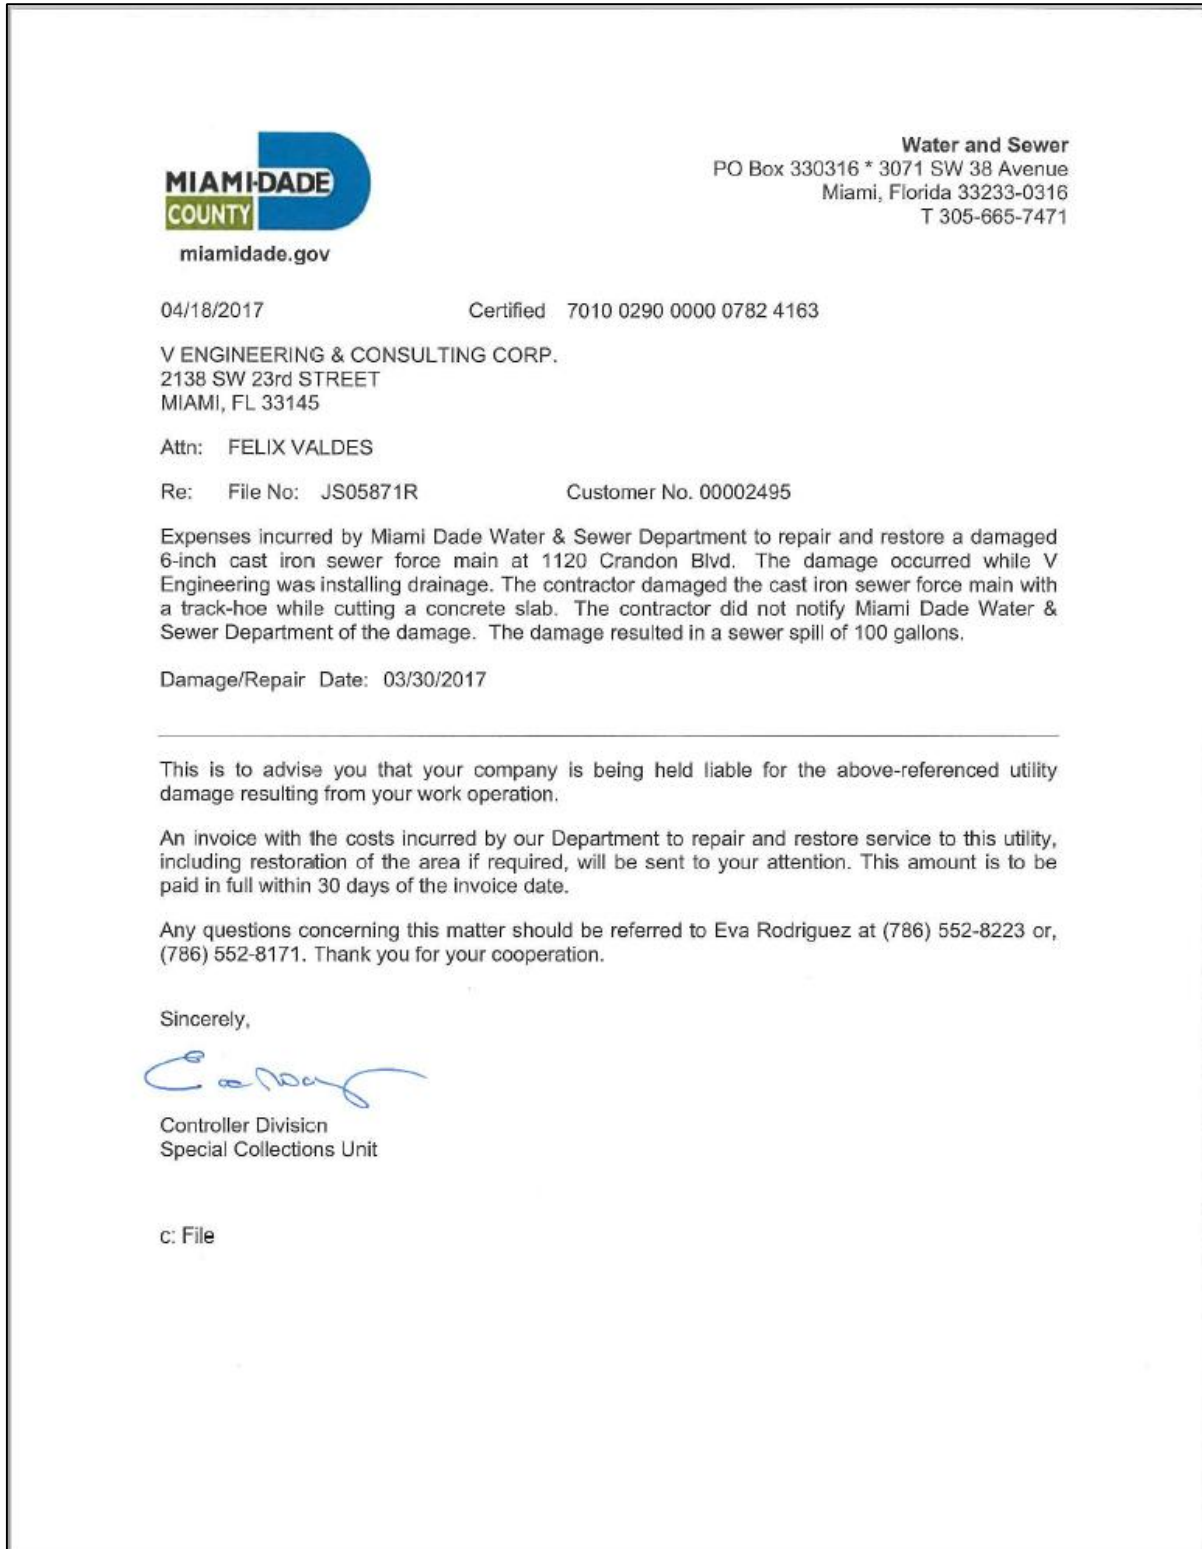 MIAMI-DADE
COUNTY
miamidade.gov
Water and Sewer
PO Box 330316 * 3071 SW 38 Avenue
Miami, Florida 33233-0316
T 305-665-7471
04/18/2017 Certified 7010 0290 0000 0782 4163
V ENGINEERING & CONSULTING CORP.
2138 SW 23rd STREET
MIAMI, FL 33145
Attn: FELIX VALDES
Re: File No: JS05871R Customer No. 00002495
Expenses incurred by Miami Dade Water & Sewer Department to repair and restore a damaged
6-inch cast iron sewer force main at 1120 Crandon Blvd. The damage occurred while V
Engineering was installing drainage. The contractor damaged the cast iron sewer force main with
a track-hoe while cutting a concrete slab. The contractor did not notify Miami Dade Water &
Sewer Department of the damage. The damage resulted in a sewer spill of 100 gallons.
Damage/Repair Date: 03/30/2017
This is to advise you that your company is being held liable for the above-referenced utility
damage resulting from your work operation.
An invoice with the costs incurred by our Department to repair and restore service to this utility,
including restoration of the area if required, will be sent to your attention. This amount is to be
paid in full within 30 days of the invoice date.
Any questions concerning this matter should be referred to Eva Rodriguez at (786) 552-8223 or,
(786) 552-8171. Thank you for your cooperation.
Sincerely,
Controller Division
Special Collections Unit
c: File